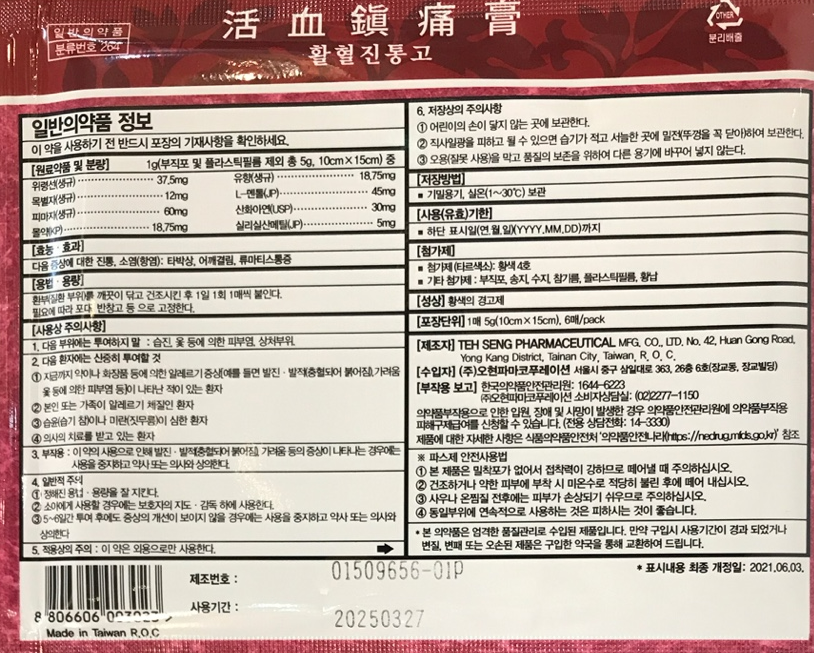 일반의약품
분류번호 '264'
活血鎭痛膏
활혈진통고
OTHER
분리배출
일반의약품 정보
이 약을 사용하기 전 반드시 포장의 기재사항을 확인하세요.
[원료약품 및 분량] 1g(부직포 및 플라스틱필름 제외 총 5g, 10cm×15cm) 중
위령선(생규) 37.5mg 유향(생규) 18.75mg
목별자(생규) 12mg L-멘톨(JP) 45mg
피마자(생규) 60mg 산화아연(USP) 30mg
몰약(KP) 18.75mg 살리실산메틸(JP) 5mg
[효능·효과]
다음 증상에 대한 진통, 소염(항염): 타박상, 어깨결림, 류마티스통증
[용법·용량]
환부(질환 부위)를 깨끗이 닦고 건조시킨 후 1일 1회 1매씩 붙인다.
필요에 따라 포대, 반창고 등 으로 고정한다.
[사용상 주의사항]
1. 다음 부위에는 투여하지 말 : 습진, 옻 등에 의한 피부염, 상처부위.
2. 다음 환자에는 신중히 투여할 것
① 지금까지 약이나 화장품 등에 의한 알레르기 증상(예를 들면 발진·발적(충혈되어 붉어짐),가려움
옻 등에 의한 피부염 등)이 나타난 적이 있는 환자
② 본인 또는 가족이 알레르기 체질인 환자
③ 습윤(습기 참)이나 미란(짓무름)이 심한 환자
④ 의사의 치료를 받고 있는 환자
3. 부작용 : 이 약의 사용으로 인해 발진·발적(충혈되어 붉어짐), 가려움 등의 증상이 나타나는 경우에는
사용을 중지하고 약사 또는 의사와 상의한다.
4. 일반적 주의
① 정해진 용법·용량을 잘 지킨다.
② 소아에게 사용할 경우에는 보호자의 지도·감독 하에 사용한다.
③ 5~6일간 투여 후에도 증상의 개선이 보이지 않을 경우에는 사용을 중지하고 약사 또는 의사와
상의한다
5. 적용상의 주의 : 이 약은 외용으로만 사용한다.
6. 저장상의 주의사항
① 어린이의 손이 닿지 않는 곳에 보관한다.
② 직사일광을 피하고 될 수 있으면 습기가 적고 서늘한 곳에 밀전(뚜껑을 꼭 닫아)하여 보관한다.
③ 오용(잘못 사용)을 막고 품질의 보존을 위하여 다른 용기에 바꾸어 넣지 않는다.
[저장방법]
▪ 기밀용기, 실온(1~30℃) 보관
[사용(유효)기한]
▪ 하단 표시일(연.월.일)(YYYY.MM.DD)까지
[첨가제]
▪ 첨가제(타르색소): 황색 4호
▪ 기타 첨가제 : 부직포, 송지, 수지, 참기름, 플라스틱필름, 황납
[성상] 황색의 경고제
[포장단위] 1매 5g(10cm×15cm), 6매/pack
[제조자] TEH SENG PHARMACEUTICAL MFG. CO., LTD. No. 42, Huan Gong Road,
Yong Kang District, Tainan City, Taiwan, R. O. C.
[수입자] (주)오현파마코퍼레이션 서울시 중구 삼일대로 363, 26층 6호(장교동, 장교빌딩)
[부작용 보고] 한국의약품안전관리원: 1644-6223
㈜오현파마코퍼레이션 소비자상담실: (02)2277-1150
의약품부작용으로 인한 입원, 장애 및 사망이 발생한 경우 의약품안전관리원에 의약품부작용
피해구제급여를 신청할 수 있습니다. (전용 상담전화: 14-3330)
제품에 대한 자세한 사항은 식품의약품안전처 '의약품안전나라(https://nedrug.mfds.go.kr)' 참조
※ 파스제 안전사용법
① 본 제품은 밀착포가 없어서 접착력이 강하므로 떼어낼 때 주의하십시오.
② 건조하거나 약한 피부에 부착 시 미온수로 적당히 불린 후에 떼어 내십시오.
③ 사우나 온찜질 전후에는 피부가 손상되기 쉬우므로 주의하십시오.
④ 동일부위에 연속적으로 사용하는 것은 피하시는 것이 좋습니다.
* 본 의약품은 엄격한 품질관리로 수입된 제품입니다. 만약 구입시 사용기간이 경과 되었거나
변질, 변패 또는 오손된 제품은 구입한 약국을 통해 교환하여 드립니다.
* 표시내용 최종 개정일: 2021.06.03.
제조번호 : 01509656-01P
사용기간 : 20250327
8 806606
Made in Taiwan R.O.C